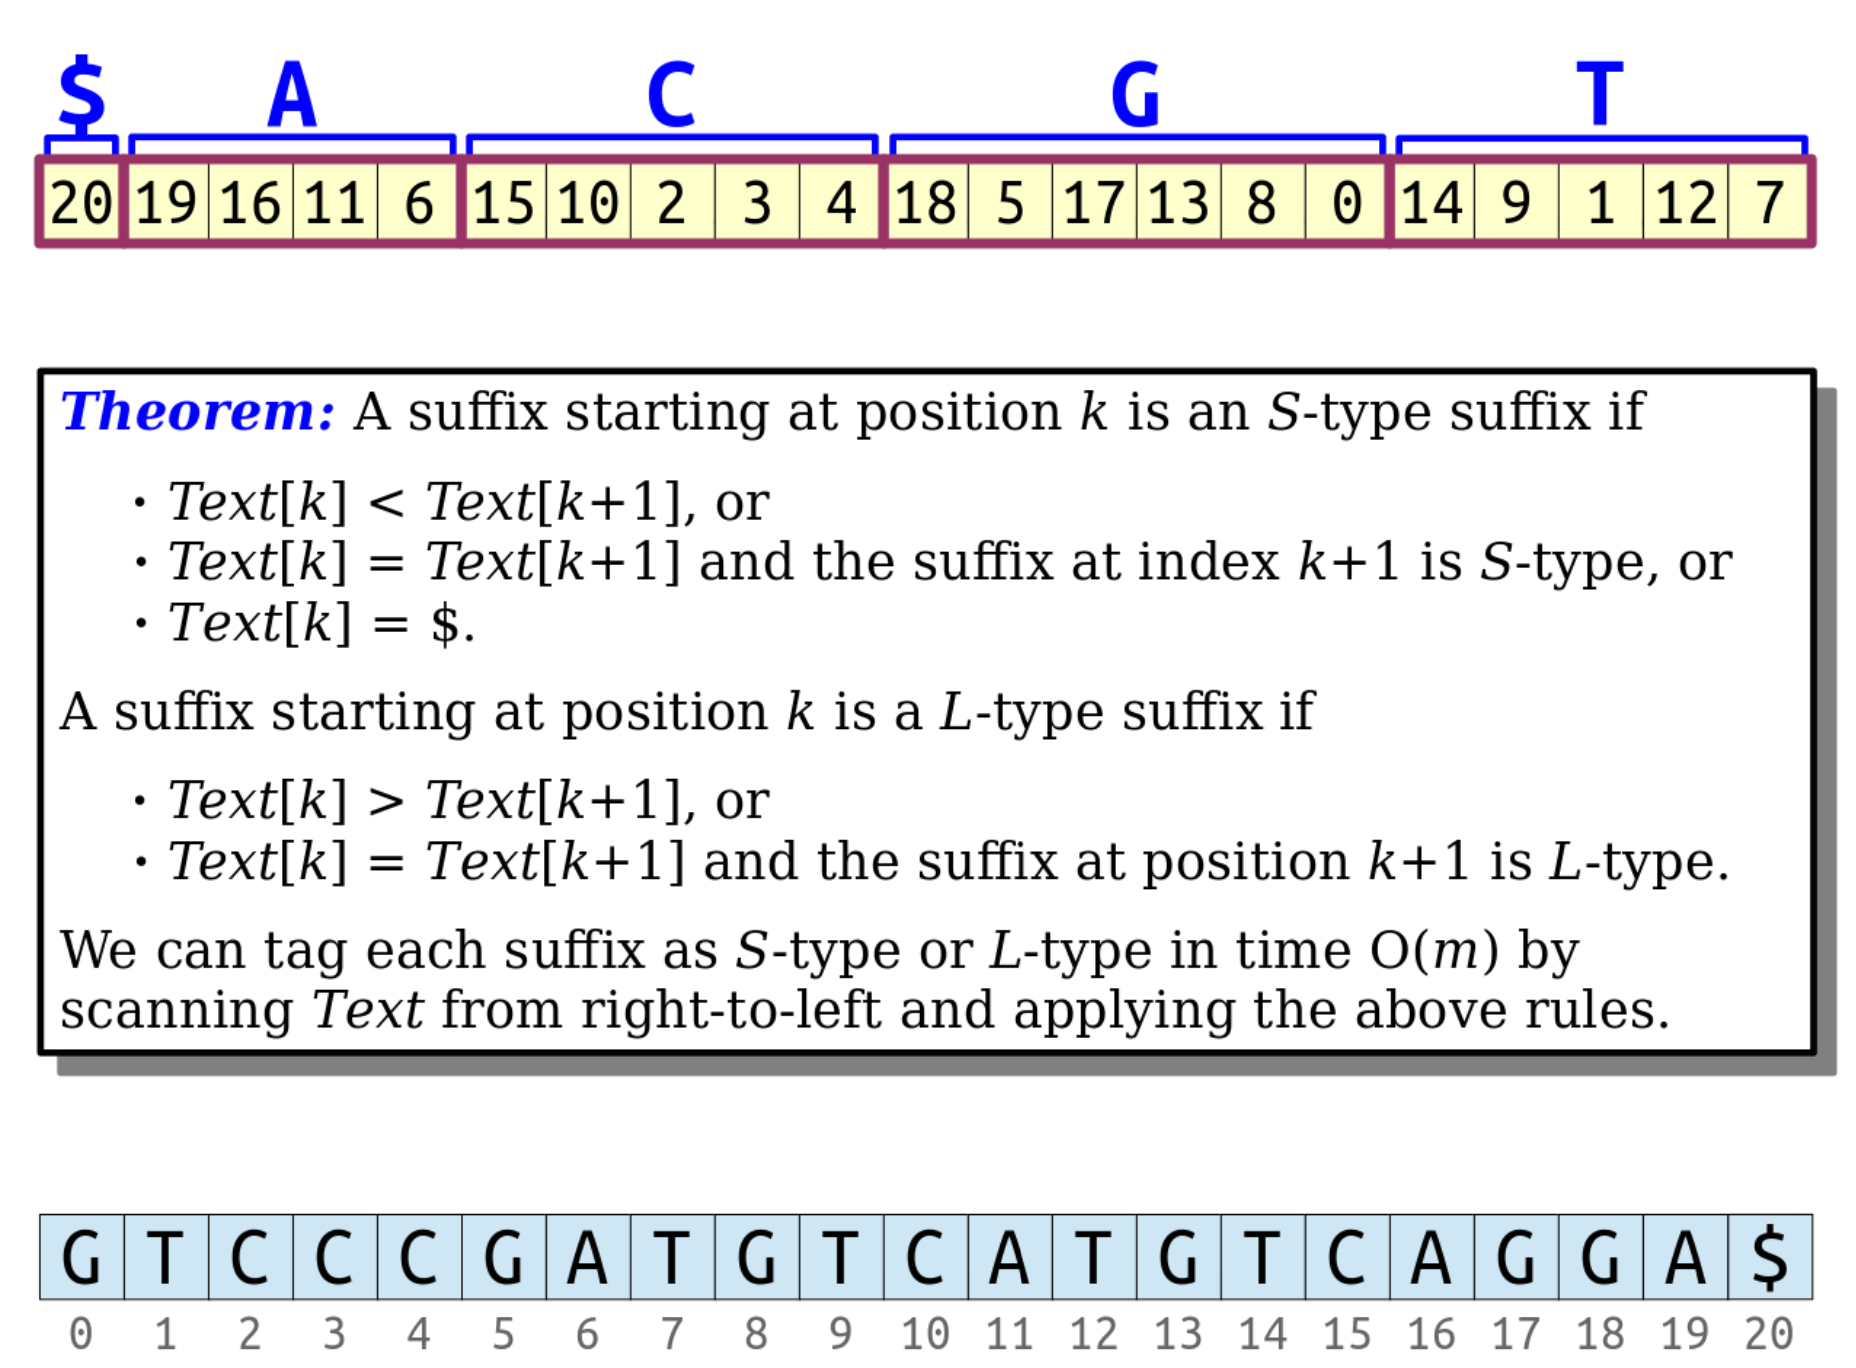 $ A C G T
20 19 16 11 6 15 10 2 3 4 18 5 17 13 8 0 14 9 1 12 7
Theorem: A suffix starting at position k is an S-type suffix if
· Text[k] < Text[k+1], or
· Text[k] = Text[k+1] and the suffix at index k+1 is S-type, or
· Text[k] = $.
A suffix starting at position k is a L-type suffix if
· Text[k] > Text[k+1], or
· Text[k] = Text[k+1] and the suffix at position k+1 is L-type.
We can tag each suffix as S-type or L-type in time O(m) by
scanning Text from right-to-left and applying the above rules.
G T C C C G A T G T C A T G T C A G G A $
0 1 2 3 4 5 6 7 8 9 10 11 12 13 14 15 16 17 18 19 20